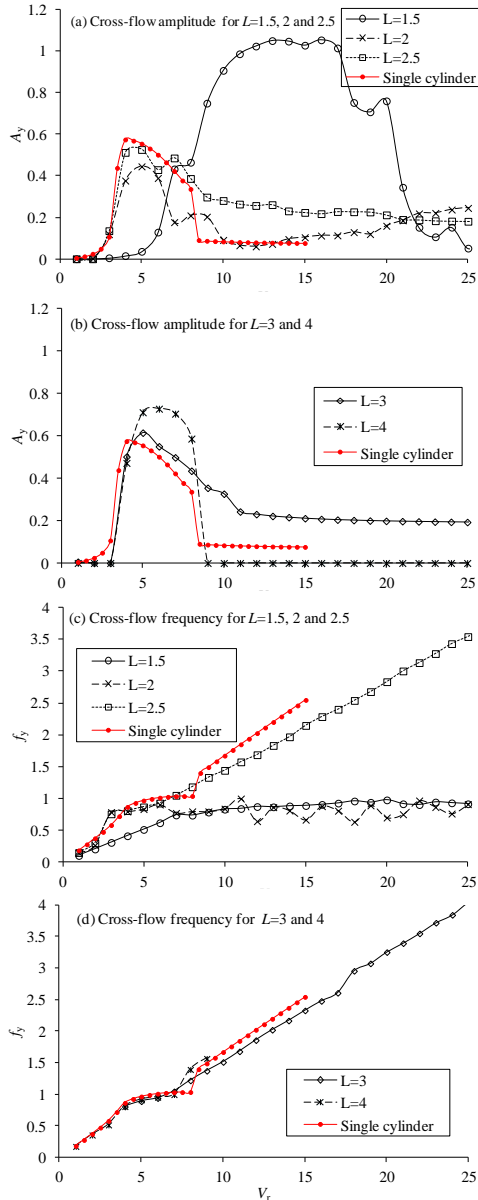 (a) Cross-flow amplitude for L=1.5, 2 and 2.5
L=1.5
L=2
L=2.5
Single cylinder
1.2
1
0.8
0.6
0.4
0.2
0
A_y
0 5 10 15 20 25
(b) Cross-flow amplitude for L=3 and 4
L=3
L=4
Single cylinder
1.2
1
0.8
0.6
0.4
0.2
0
A_y
0 5 10 15 20 25
(c) Cross-flow frequency for L=1.5, 2 and 2.5
L=1.5
L=2
L=2.5
Single cylinder
4
3.5
3
2.5
2
1.5
1
0.5
0
f_y
0 5 10 15 20 25
(d) Cross-flow frequency for L=3 and 4
L=3
L=4
Single cylinder
4
3.5
3
2.5
2
1.5
1
0.5
0
f_y
0 5 10 15 20 25
V_r